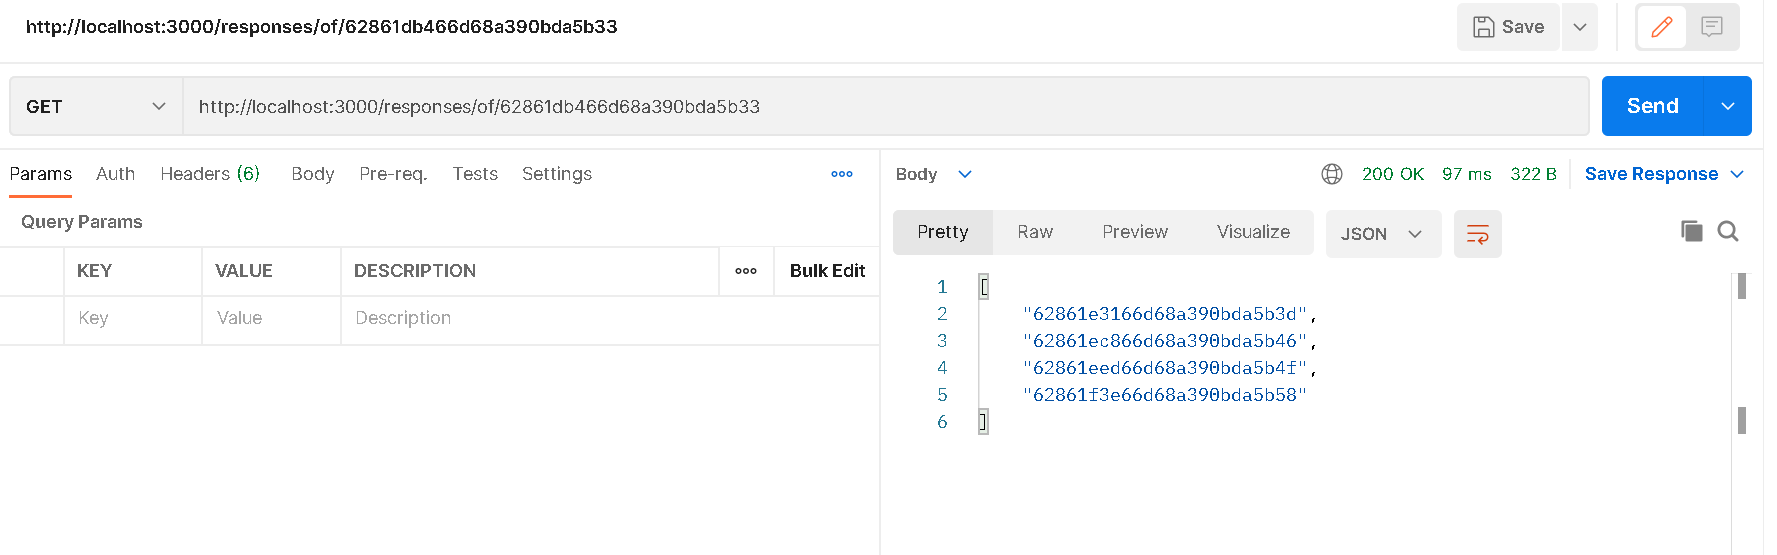 http://localhost:3000/responses/of/62861db466d68a390bda5b33
Save
GET
http://localhost:3000/responses/of/62861db466d68a390bda5b33
Send
Params Auth Headers (6) Body Pre-req. Tests Settings
Query Params
KEY VALUE DESCRIPTION Bulk Edit
Key Value Description
Body 200 OK 97 ms 322 B Save Response
Pretty Raw Preview Visualize JSON
1 [
2 "62861e3166d68a390bda5b3d",
3 "62861ec866d68a390bda5b46",
4 "62861eed66d68a390bda5b4f",
5 "62861f3e66d68a390bda5b58"
6 ]